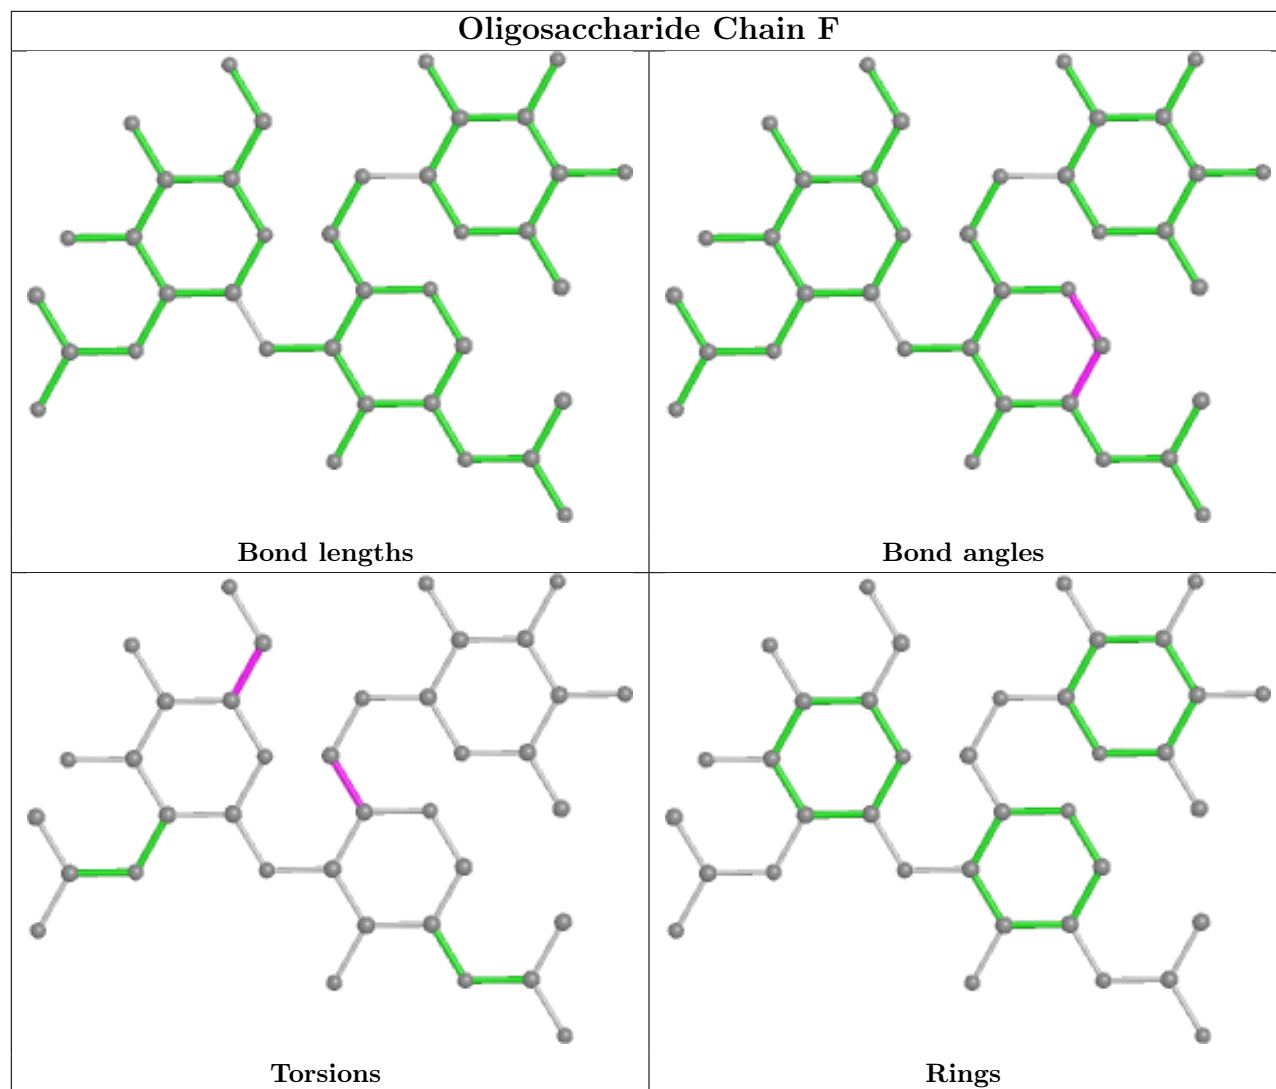 Oligosaccharide Chain F
Bond lengths
Bond angles
Torsions
Rings